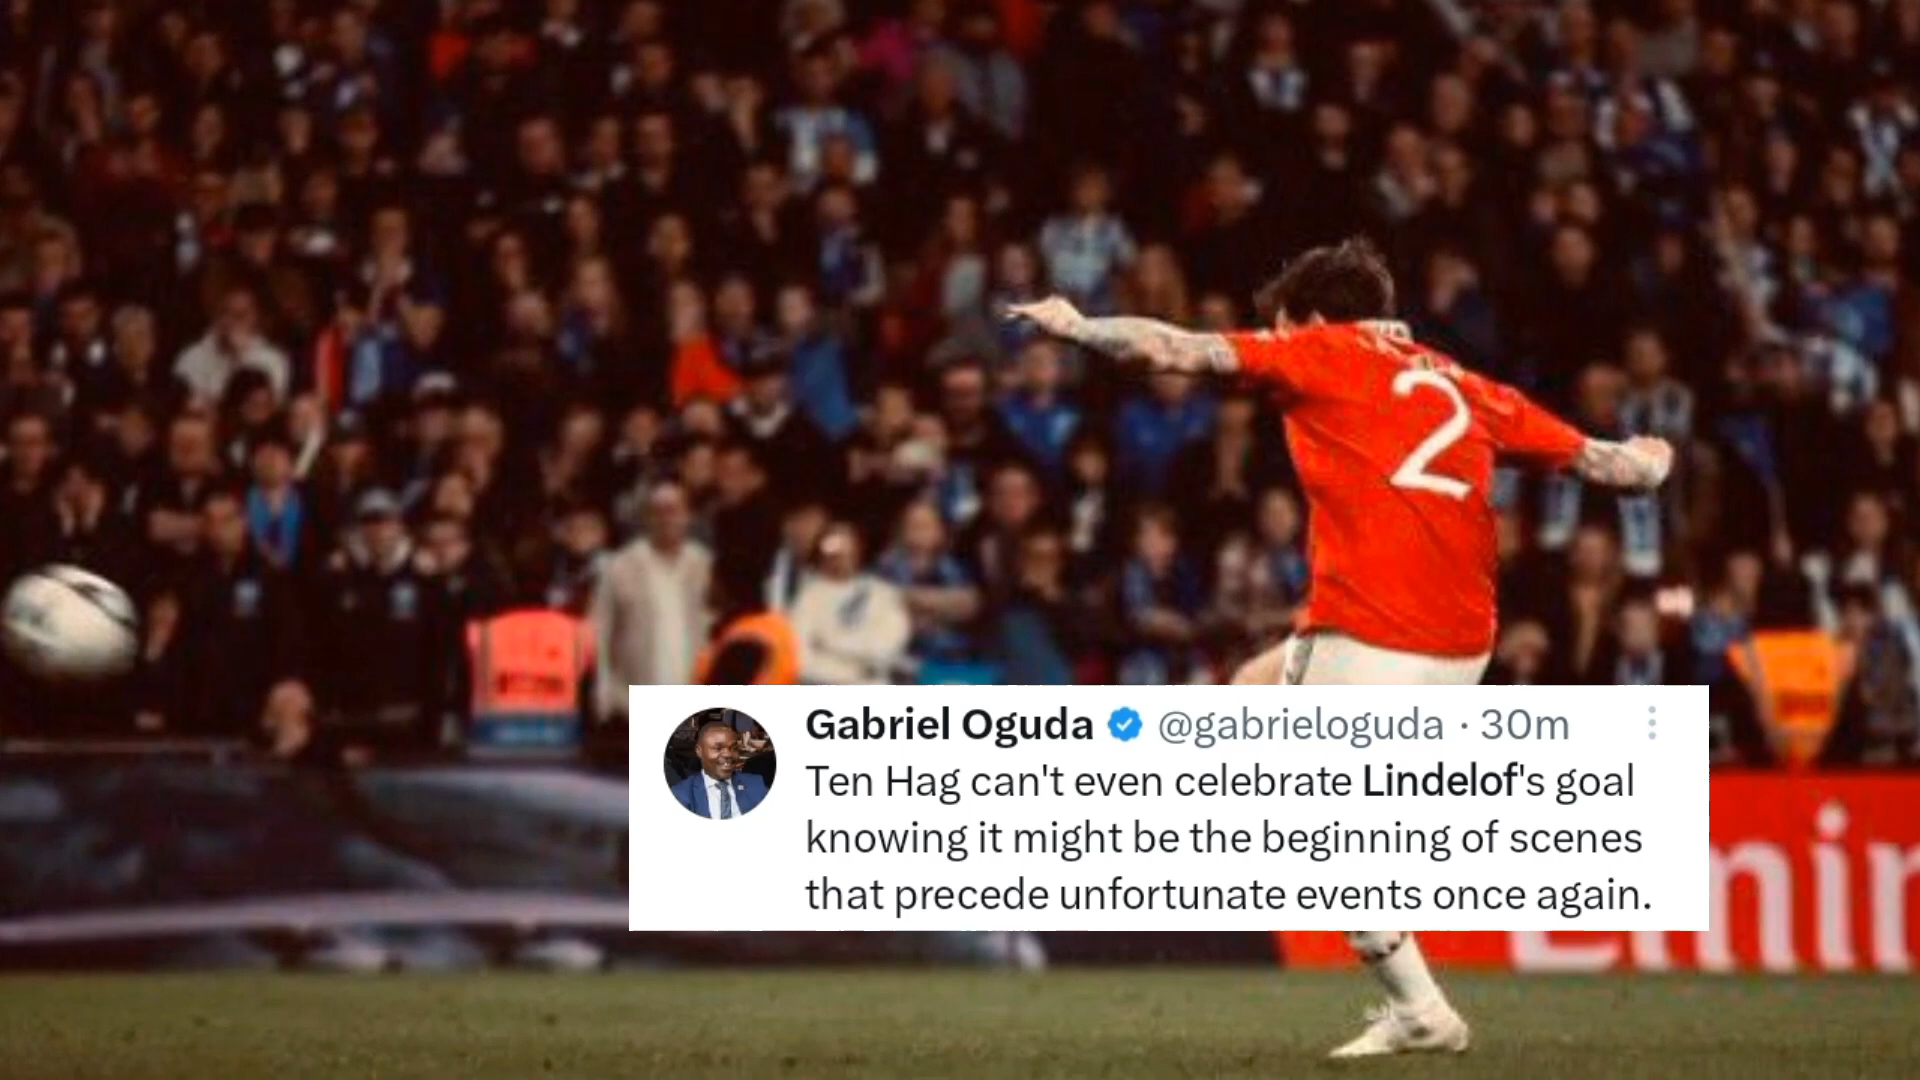 2
Gabriel Oguda @gabrieloguda · 30m
Ten Hag can't even celebrate Lindelof's goal
knowing it might be the beginning of scenes
that precede unfortunate events once again.